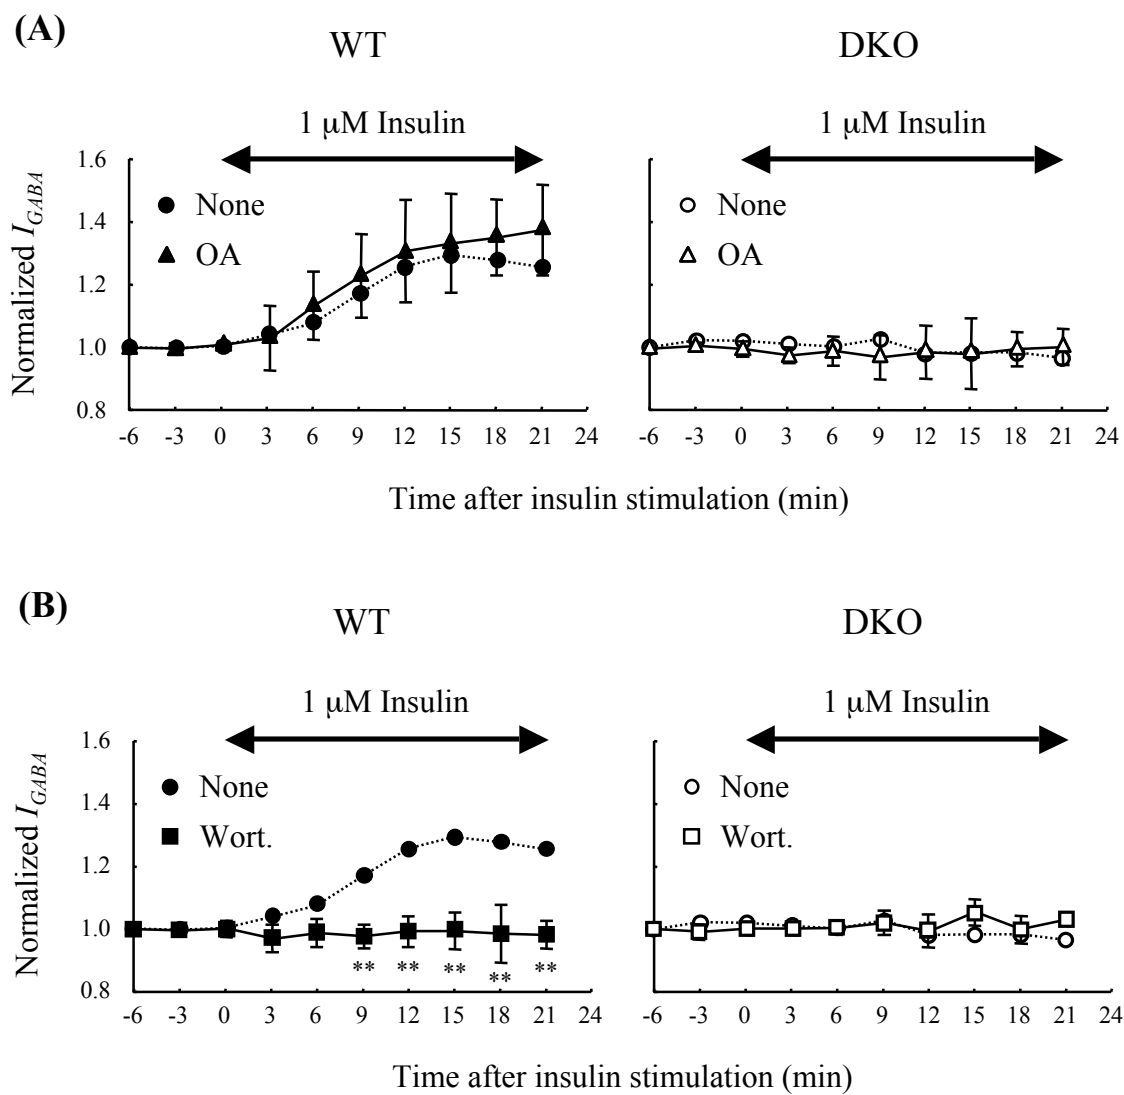 (A)
WT
DKO
1 μM Insulin
1 μM Insulin
Normalized I_GABA
1.6
1.4
1.2
1.0
0.8
None
OA
None
OA
-6 -3 0 3 6 9 12 15 18 21 24
-6 -3 0 3 6 9 12 15 18 21 24
Time after insulin stimulation (min)
(B)
WT
DKO
1 μM Insulin
1 μM Insulin
Normalized I_GABA
1.6
1.4
1.2
1.0
0.8
None
Wort.
None
Wort.
** ** ** ** **
-6 -3 0 3 6 9 12 15 18 21 24
-6 -3 0 3 6 9 12 15 18 21 24
Time after insulin stimulation (min)